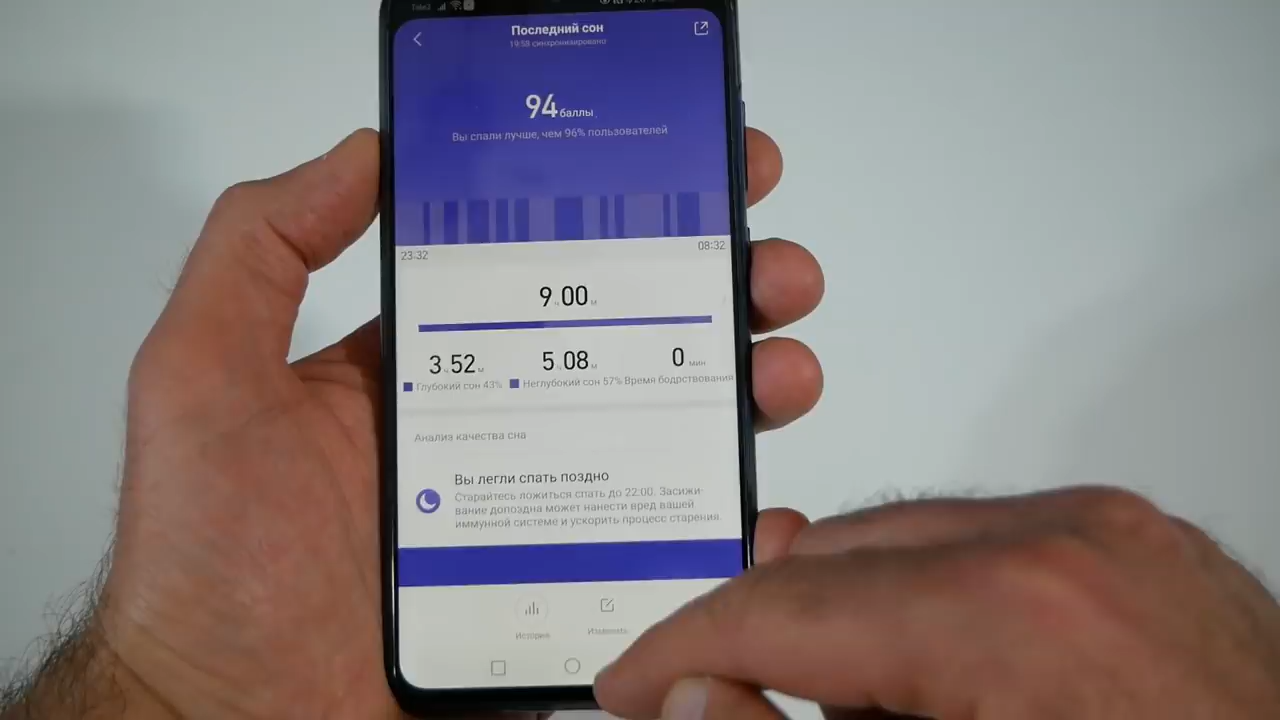 Tele2
Последний сон
19:58 синхронизировано
94 баллы
Вы спали лучше, чем 96% пользователей
23:32 08:32
9 ч 00 м
3 ч 52 м 5 ч 08 м 0 мин
Глубокий сон 43% Неглубокий сон 57% Время бодрствования
Анализ качества сна
Вы легли спать поздно
Старайтесь ложиться спать до 22:00. Засижи-
вание допоздна может нанести вред вашей
иммунной системе и ускорить процесс старения.
История Изменить